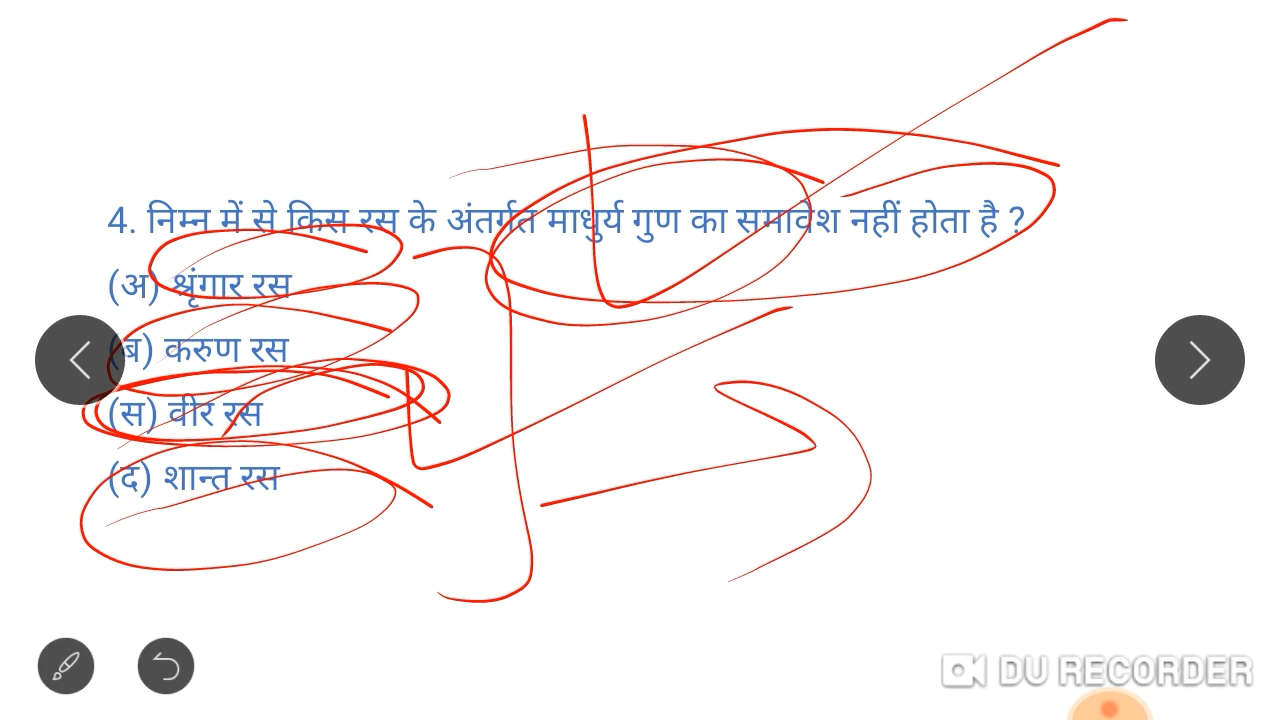 4. निम्न में से किस रस के अंतर्गत माधुर्य गुण का समावेश नहीं होता है ?
(अ) श्रृंगार रस
(ब) करुण रस
(स) वीर रस
(द) शान्त रस
DU RECORDER